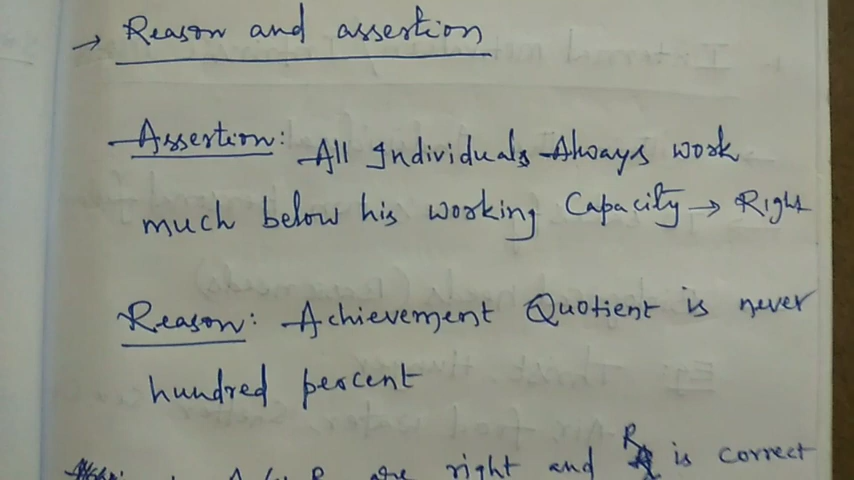 → Reason and assertion
Assertion: All Individuals Always work
much below his working Capacity → Right
Reason: Achievement Quotient is never
hundred percent
R are right and R is correct